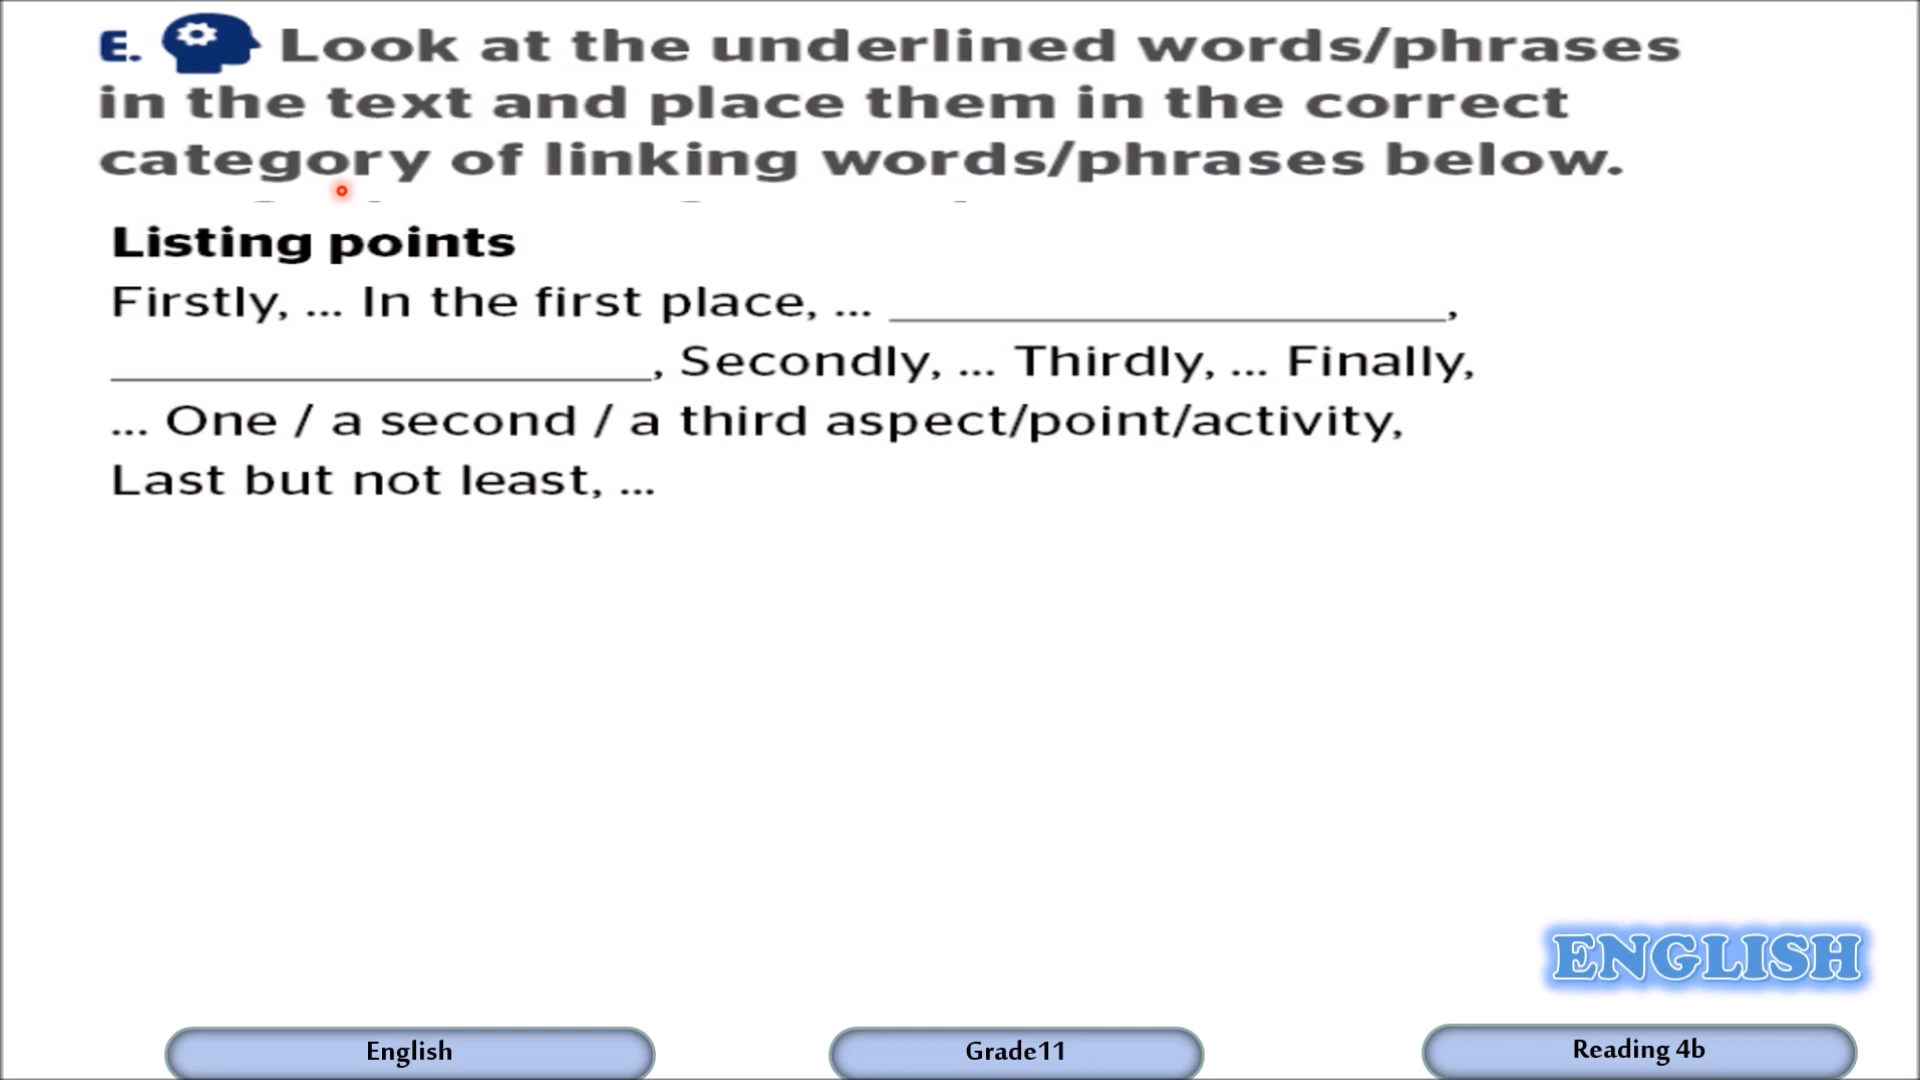 E. Look at the underlined words/phrases
in the text and place them in the correct
category of linking words/phrases below.
Listing points
Firstly, ... In the first place, ... ____________________,
____________________, Secondly, ... Thirdly, ... Finally,
... One / a second / a third aspect/point/activity,
Last but not least, ...
ENGLISH
English
Grade11
Reading 4b